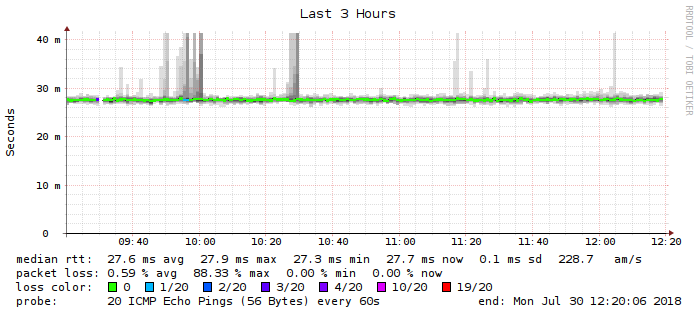 Last 3 Hours
RRDTOOL / TOBI OETIKER
Seconds
40 m
30 m
20 m
10 m
0
09:40 10:00 10:20 10:40 11:00 11:20 11:40 12:00 12:20
median rtt: 27.6 ms avg 27.9 ms max 27.3 ms min 27.7 ms now 0.1 ms sd 228.7 am/s
packet loss: 0.59 % avg 88.33 % max 0.00 % min 0.00 % now
loss color: 0 1/20 2/20 3/20 4/20 10/20 19/20
probe: 20 ICMP Echo Pings (56 Bytes) every 60s end: Mon Jul 30 12:20:06 2018